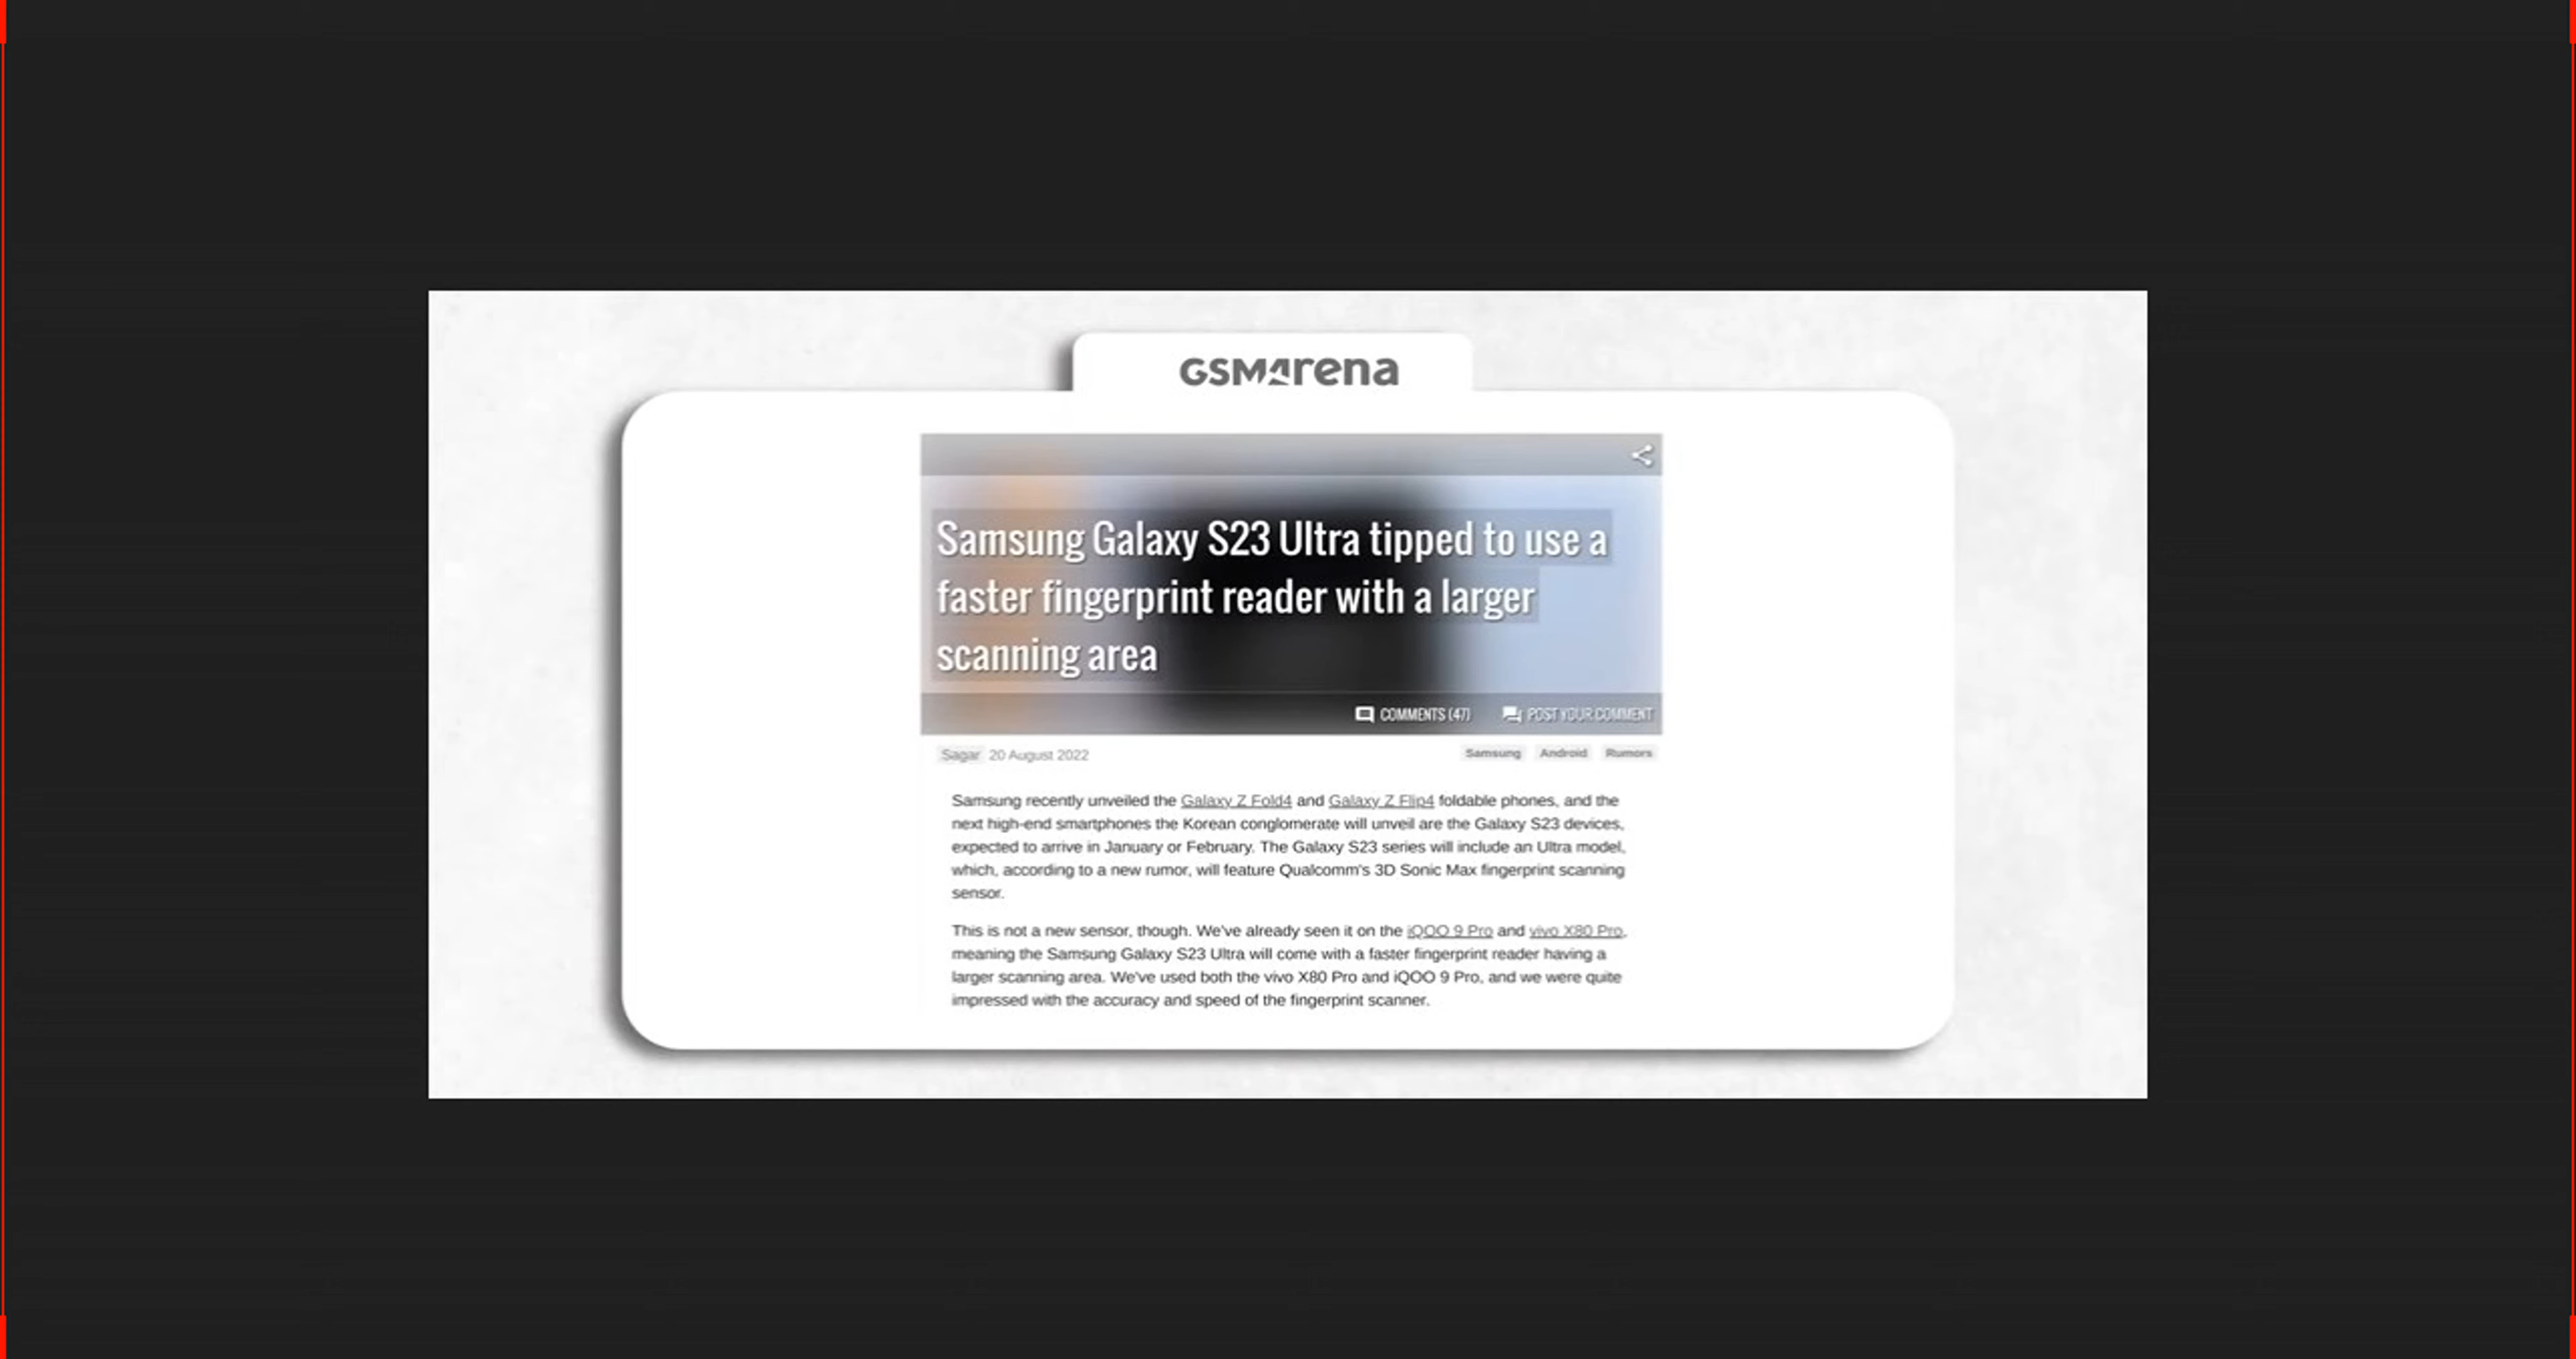 GSMArena
Samsung Galaxy S23 Ultra tipped to use a
faster fingerprint reader with a larger
scanning area
COMMENTS (47) POST YOUR COMMENT
Sagar 20 August 2022 Samsung Android Rumors
Samsung recently unveiled the Galaxy Z Fold4 and Galaxy Z Flip4 foldable phones, and the
next high-end smartphones the Korean conglomerate will unveil are the Galaxy S23 devices,
expected to arrive in January or February. The Galaxy S23 series will include an Ultra model,
which, according to a new rumor, will feature Qualcomm's 3D Sonic Max fingerprint scanning
sensor.
This is not a new sensor, though. We've already seen it on the iQOO 9 Pro and vivo X80 Pro,
meaning the Samsung Galaxy S23 Ultra will come with a faster fingerprint reader having a
larger scanning area. We've used both the vivo X80 Pro and iQOO 9 Pro, and we were quite
impressed with the accuracy and speed of the fingerprint scanner.